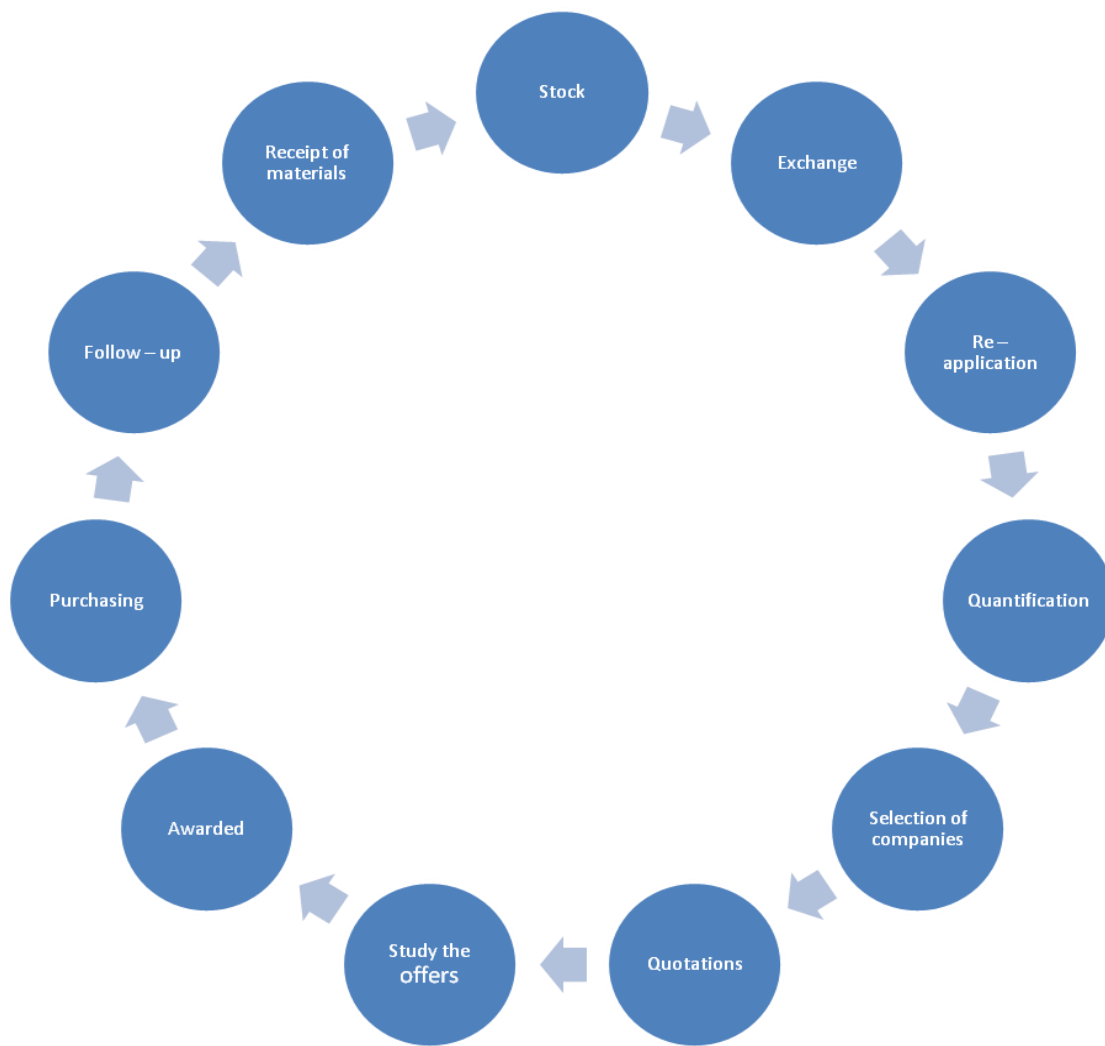 Stock
Exchange
Re –
application
Quantification
Selection of
companies
Quotations
Study the
offers
Awarded
Purchasing
Follow – up
Receipt of
materials